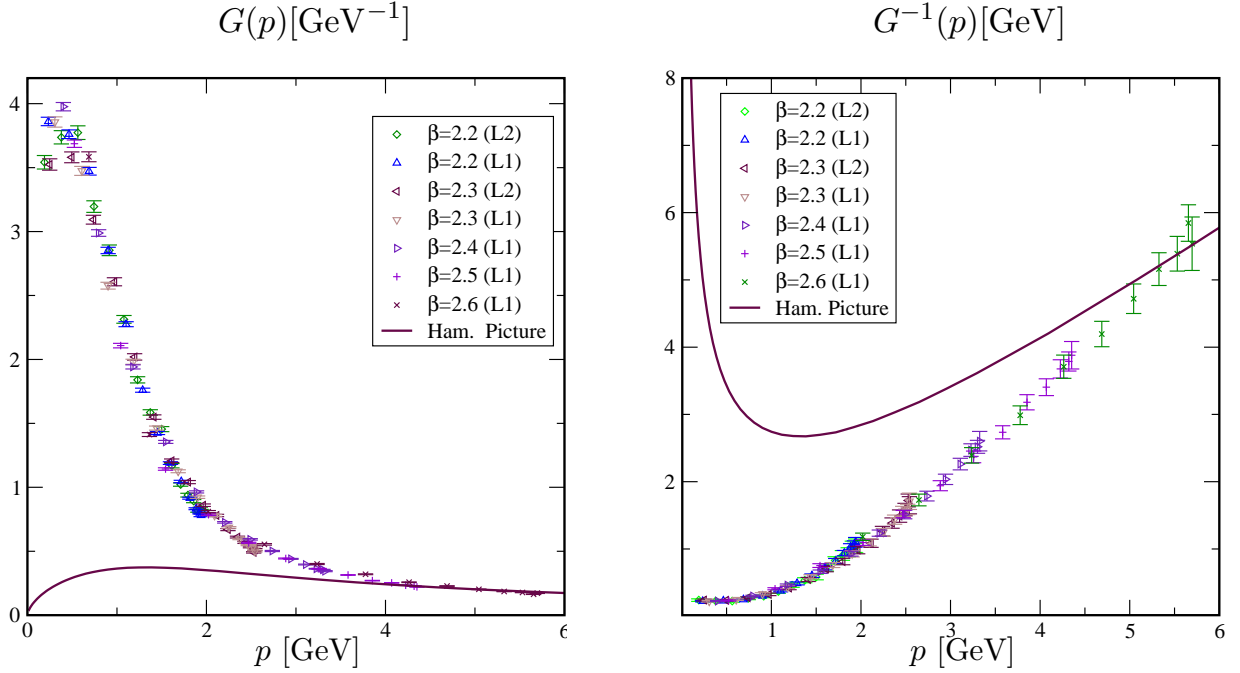 G(p)[GeV⁻¹]
4
3
2
1
0
0
2
4
6
p [GeV]
β=2.2 (L2)
β=2.2 (L1)
β=2.3 (L2)
β=2.3 (L1)
β=2.4 (L1)
β=2.5 (L1)
β=2.6 (L1)
Ham. Picture
G⁻¹(p)[GeV]
8
6
4
2
1
2
3
4
5
6
p [GeV]
β=2.2 (L2)
β=2.2 (L1)
β=2.3 (L2)
β=2.3 (L1)
β=2.4 (L1)
β=2.5 (L1)
β=2.6 (L1)
Ham. Picture